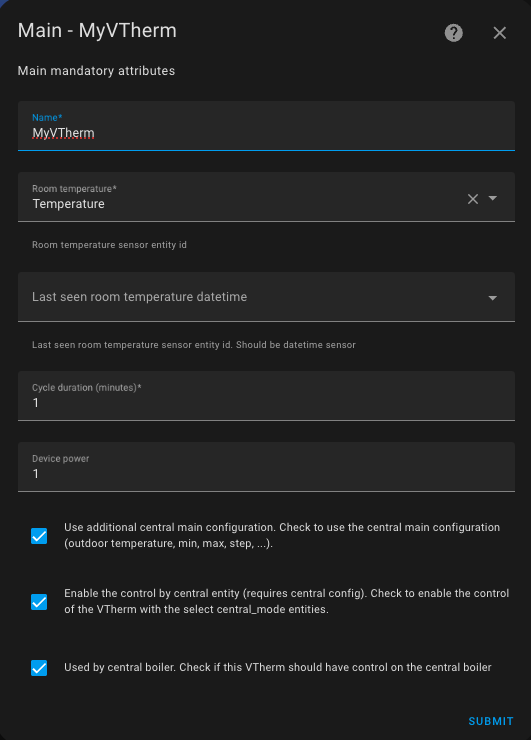 Main - MyVTherm
Main mandatory attributes
Name*
MyVTherm
Room temperature*
Temperature
Room temperature sensor entity id
Last seen room temperature datetime
Last seen room temperature sensor entity id. Should be datetime sensor
Cycle duration (minutes)*
1
Device power
1
Use additional central main configuration. Check to use the central main configuration
(outdoor temperature, min, max, step, ...).
Enable the control by central entity (requires central config). Check to enable the control
of the VTherm with the select central_mode entities.
Used by central boiler. Check if this VTherm should have control on the central boiler
SUBMIT